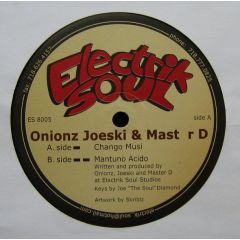 Electrik SOUL
ES 8005
side A
Onionz Joeski & Mast r D
A. side Chango Musi
B. side Mantuno Acido
Written and produced by
Onionz, Joeski and Master D
at Electrik Soul Studios
Keys by Joe "The Soul" Diamond
Artwork by Skribz